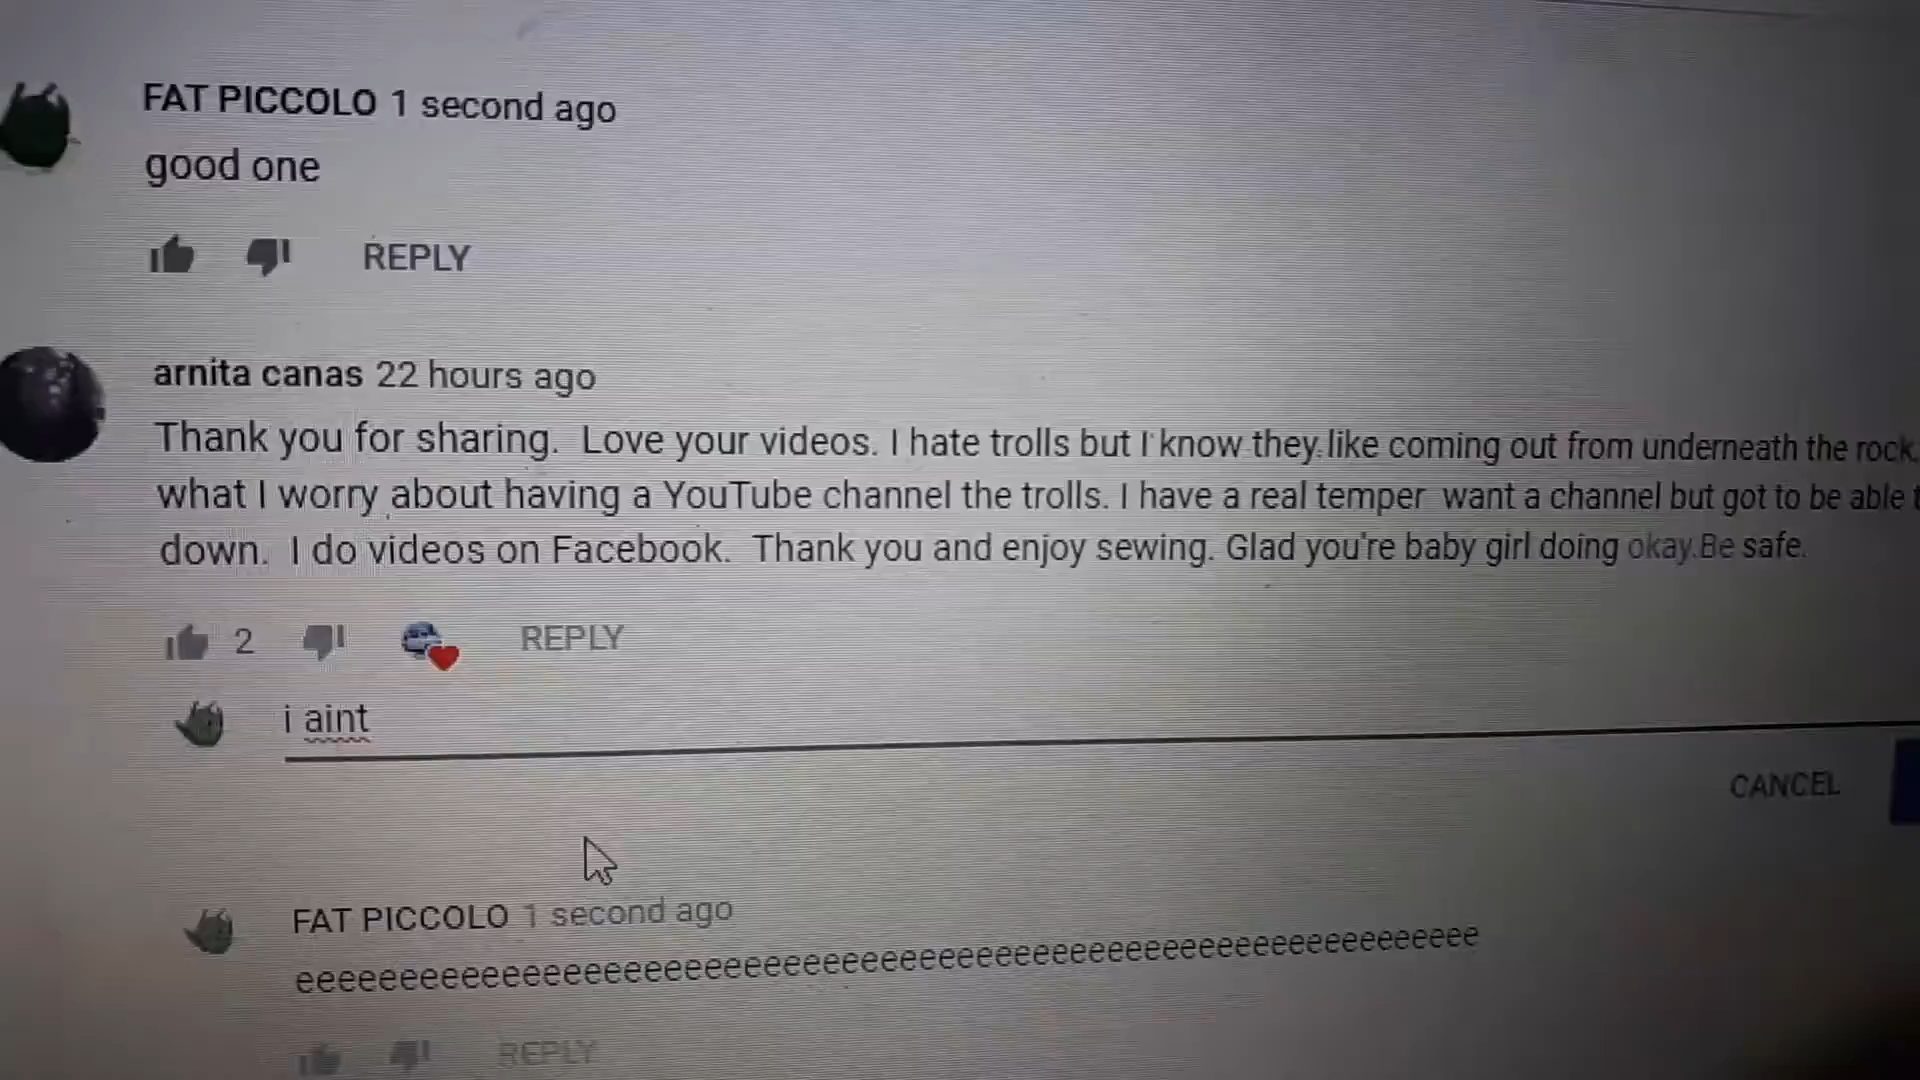 FAT PICCOLO 1 second ago
good one
REPLY
arnita canas 22 hours ago
Thank you for sharing.  Love your videos. I hate trolls but I know they like coming out from underneath the rock.
what I worry about having a YouTube channel the trolls. I have a real temper  want a channel but got to be able
down.  I do videos on Facebook.  Thank you and enjoy sewing. Glad you're baby girl doing okay.Be safe.
2 REPLY
i aint
CANCEL
FAT PICCOLO 1 second ago
eeeeeeeeeeeeeeeeeeeeeeeeeeeeeeeeeeeeeeeeeeeeeeeeeeeeeeeeeeee
REPLY